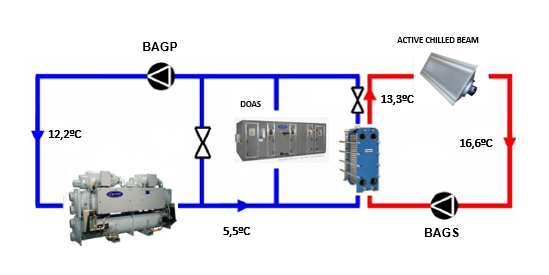 BAGP
ACTIVE CHILLED BEAM
DOAS
13,3ºC
12,2ºC
16,6ºC
5,5ºC
BAGS